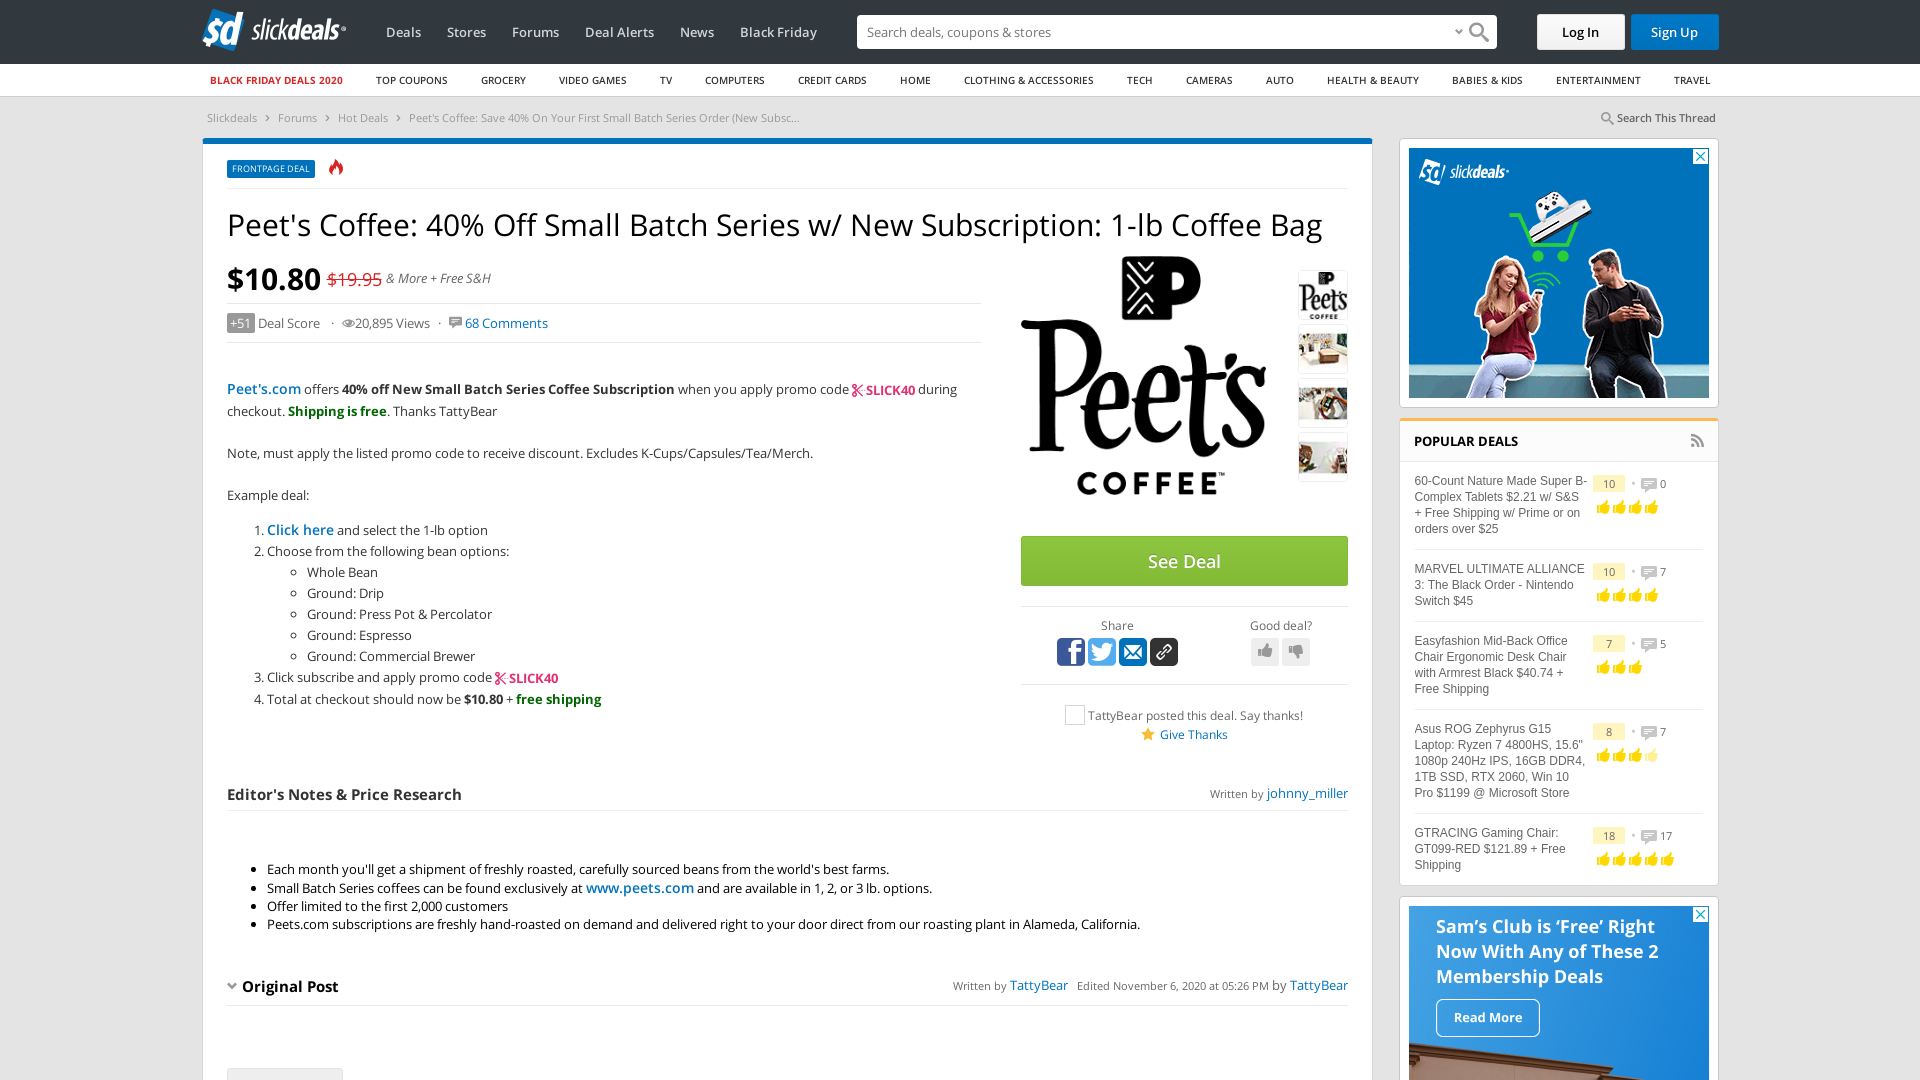 sd slickdeals
Deals Stores Forums Deal Alerts News Black Friday Search deals, coupons & shopping Log In Sign Up
BLACK FRIDAY DEALS 2020 TOP COUPONS GROCERY VIDEO GAMES TV COMPUTERS CREDIT CARDS HOME CLOTHING & ACCESSORIES TECH CAMERAS AUTO HEALTH & BEAUTY BABIES & KIDS ENTERTAINMENT TRAVEL
Slickdeals › Forums › Hot Deals › Peet's Coffee: Save 40% On Your First Small Batch Series Order (New Subsc... Search This Thread
FRONTPAGE DEAL
Peet's Coffee: 40% Off Small Batch Series w/ New Subscription: 1-lb Coffee Bag
$10.80 $19.95 & More + Free S&H
+51 Deal Score · 20,895 Views · 68 Comments
Peet's.com offers 40% off New Small Batch Series Coffee Subscription when you apply promo code SLICK40 during
checkout. Shipping is free. Thanks TattyBear
Note, must apply the listed promo code to receive discount. Excludes K-Cups/Capsules/Tea/Merch.
Example deal:
1. Click here and select the 1-lb option
2. Choose from the following bean options:
Whole Bean
Ground: Drip
Ground: Press Pot & Percolator
Ground: Espresso
Ground: Commercial Brewer
3. Click subscribe and apply promo code SLICK40
4. Total at checkout should now be $10.80 + free shipping
Peet's
COFFEE™
Peet's
COFFEE
See Deal
Share Good deal?
TattyBear posted this deal. Say thanks!
Give Thanks
Editor's Notes & Price Research Written by johnny_miller
Each month you'll get a shipment of freshly roasted, carefully sourced beans from the world's best farms.
Small Batch Series coffees can be found exclusively at www.peets.com and are available in 1, 2, or 3 lb. options.
Offer limited to the first 2,000 customers
Peets.com subscriptions are freshly hand-roasted on demand and delivered right to your door direct from our roasting plant in Alameda, California.
Original Post Written by TattyBear Edited November 6, 2020 at 05:26 PM by TattyBear
sd slickdeals
POPULAR DEALS
60-Count Nature Made Super B- 10 • 0
Complex Tablets $2.21 w/ S&S
+ Free Shipping w/ Prime or on
orders over $25
MARVEL ULTIMATE ALLIANCE 10 • 7
3: The Black Order - Nintendo
Switch $45
Easyfashion Mid-Back Office 7 • 5
Chair Ergonomic Desk Chair
with Armrest Black $40.74 +
Free Shipping
Asus ROG Zephyrus G15 8 • 7
Laptop: Ryzen 7 4800HS, 15.6"
1080p 240Hz IPS, 16GB DDR4,
1TB SSD, RTX 2060, Win 10
Pro $1199 @ Microsoft Store
GTRACING Gaming Chair: 18 • 17
GT099-RED $121.89 + Free
Shipping
Sam's Club is ‘Free’ Right
Now With Any of These 2
Membership Deals
Read More